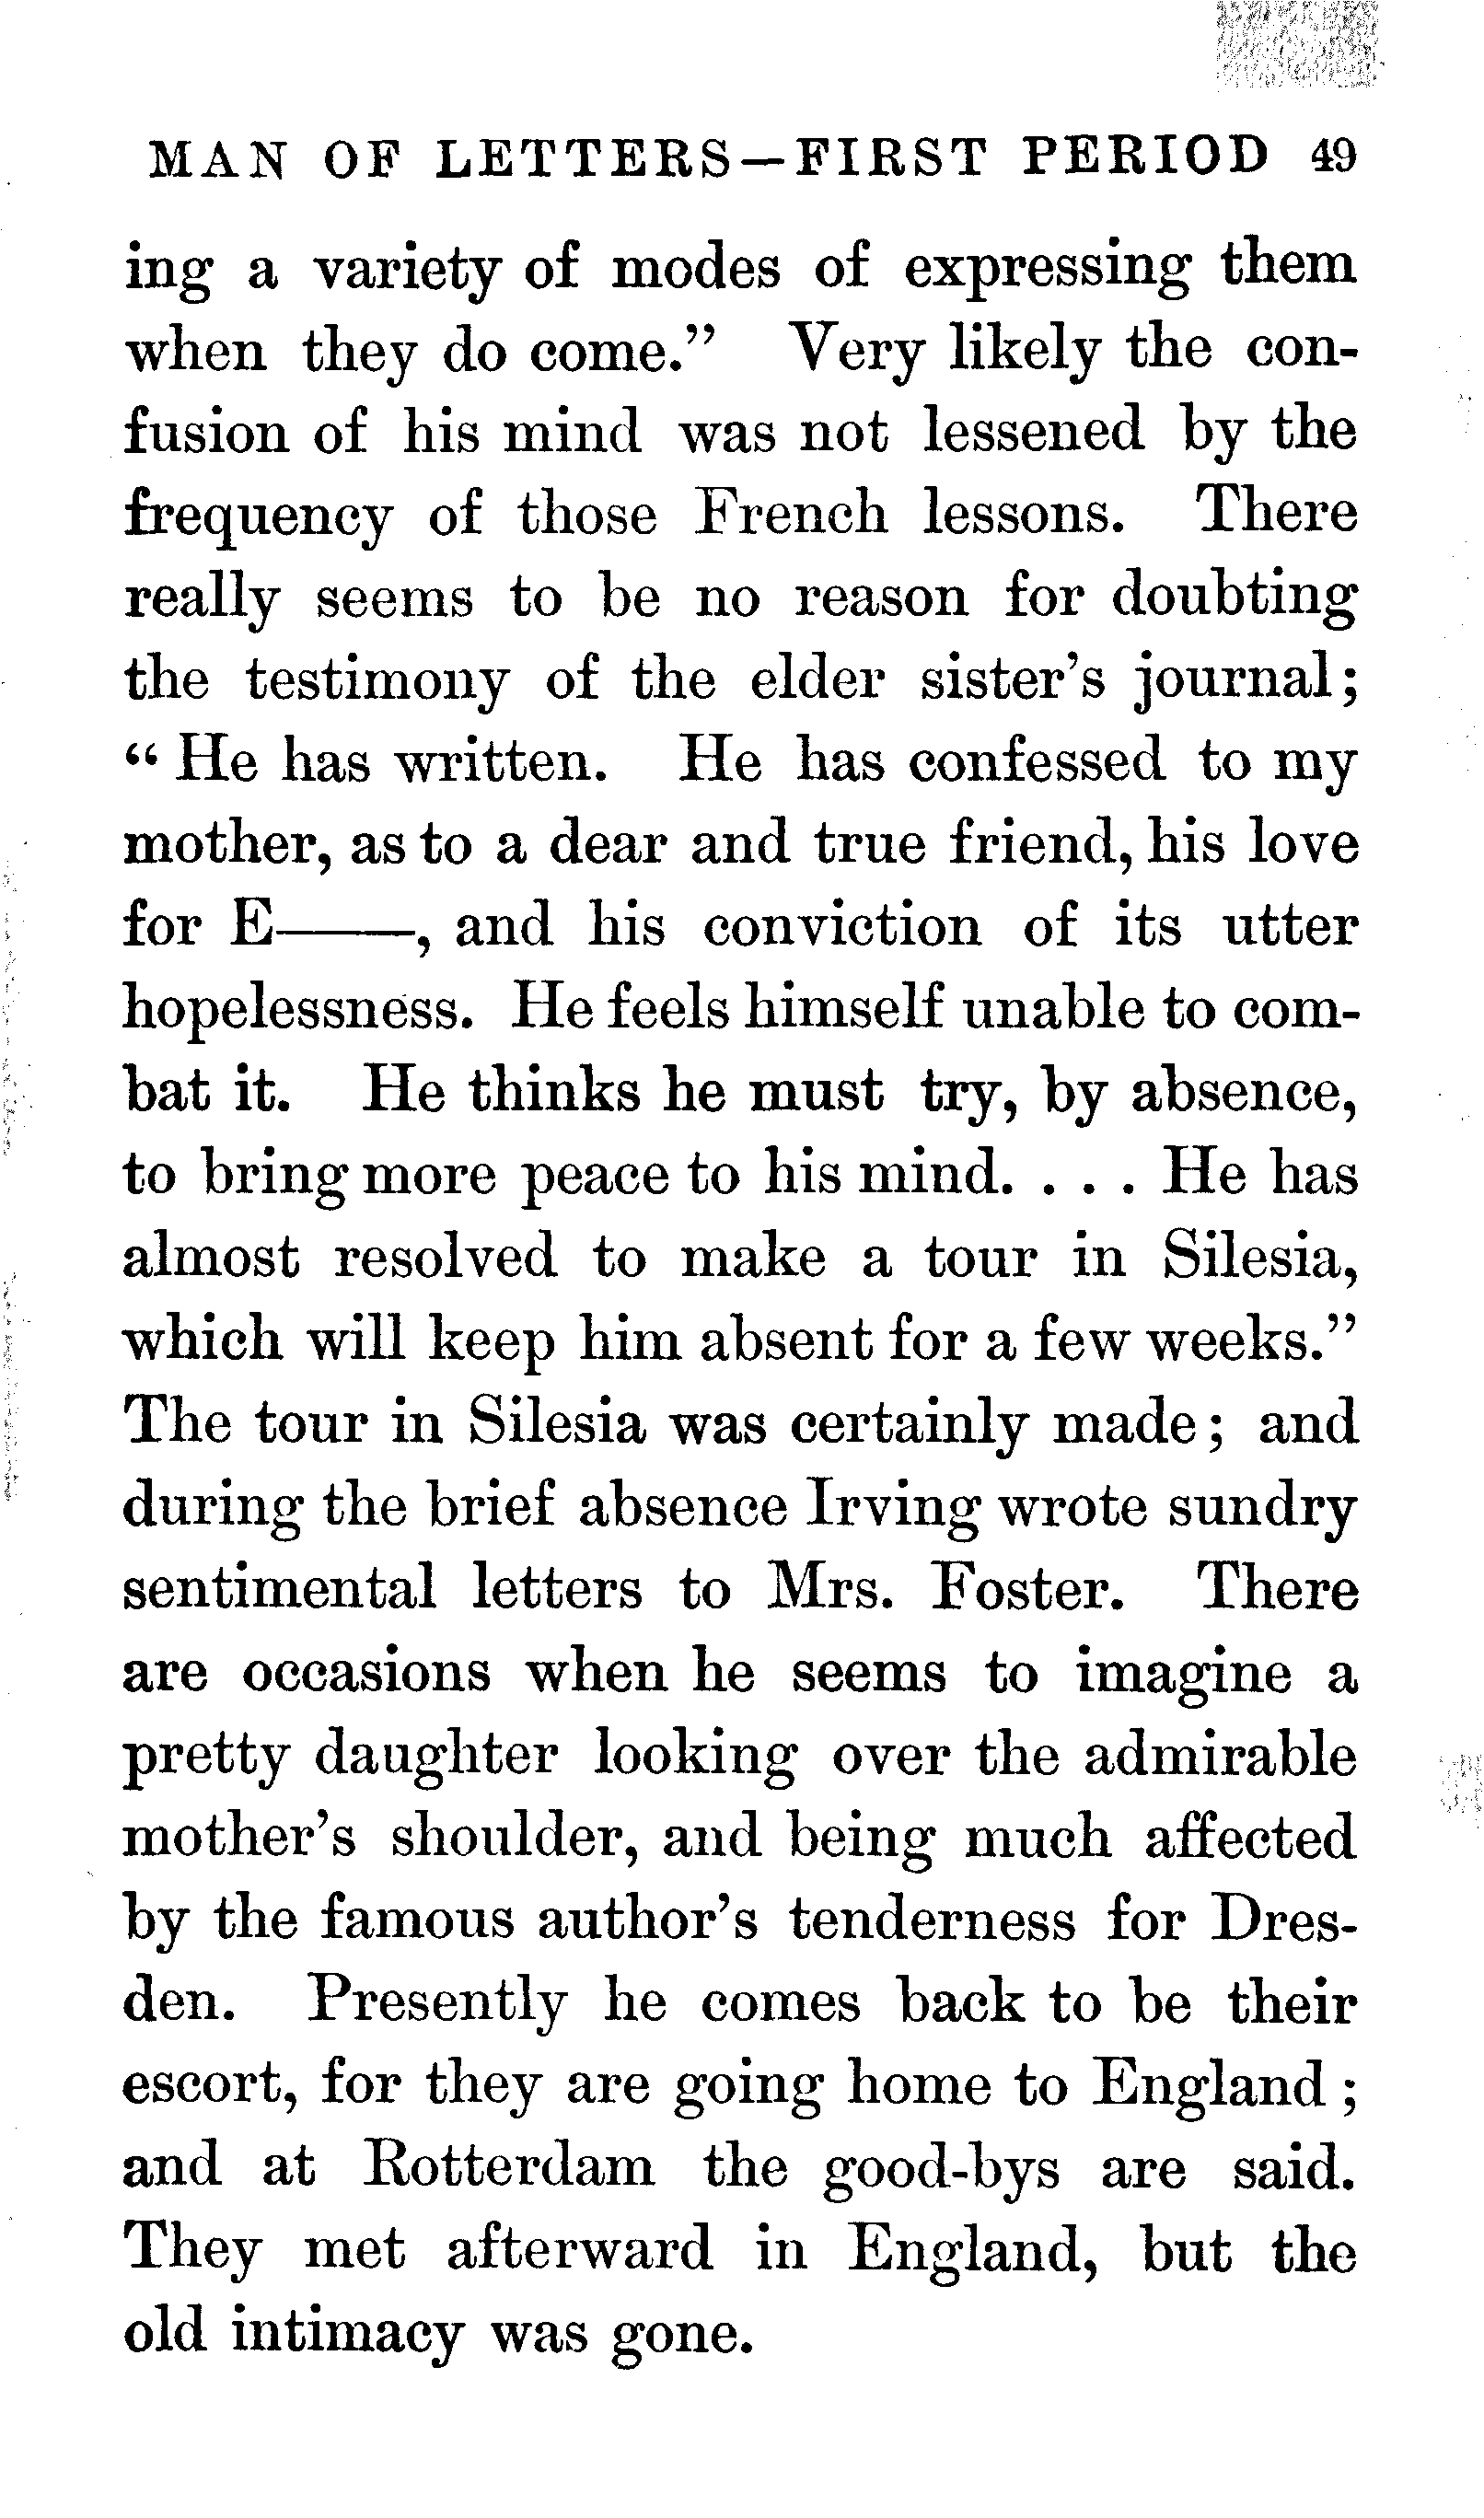 MAN OF LETTERS—FIRST PERIOD 49
ing a variety of modes of expressing them
when they do come." Very likely the con-
fusion of his mind was not lessened by the
frequency of those French lessons. There
really seems to be no reason for doubting
the testimony of the elder sister's journal;
"He has written. He has confessed to my
mother, as to a dear and true friend, his love
for E——, and his conviction of its utter
hopelessness. He feels himself unable to com-
bat it. He thinks he must try, by absence,
to bring more peace to his mind. . . . He has
almost resolved to make a tour in Silesia,
which will keep him absent for a few weeks."
The tour in Silesia was certainly made; and
during the brief absence Irving wrote sundry
sentimental letters to Mrs. Foster. There
are occasions when he seems to imagine a
pretty daughter looking over the admirable
mother's shoulder, and being much affected
by the famous author's tenderness for Dres-
den. Presently he comes back to be their
escort, for they are going home to England;
and at Rotterdam the good-bys are said.
They met afterward in England, but the
old intimacy was gone.